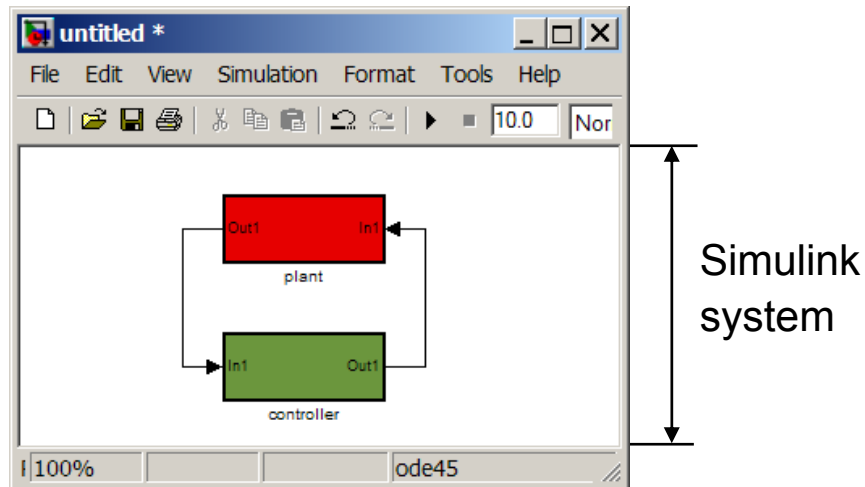 untitled *
File Edit View Simulation Format Tools Help
10.0 Nor
Out1 In1
plant
In1 Out1
controller
Simulink
system
100% ode45